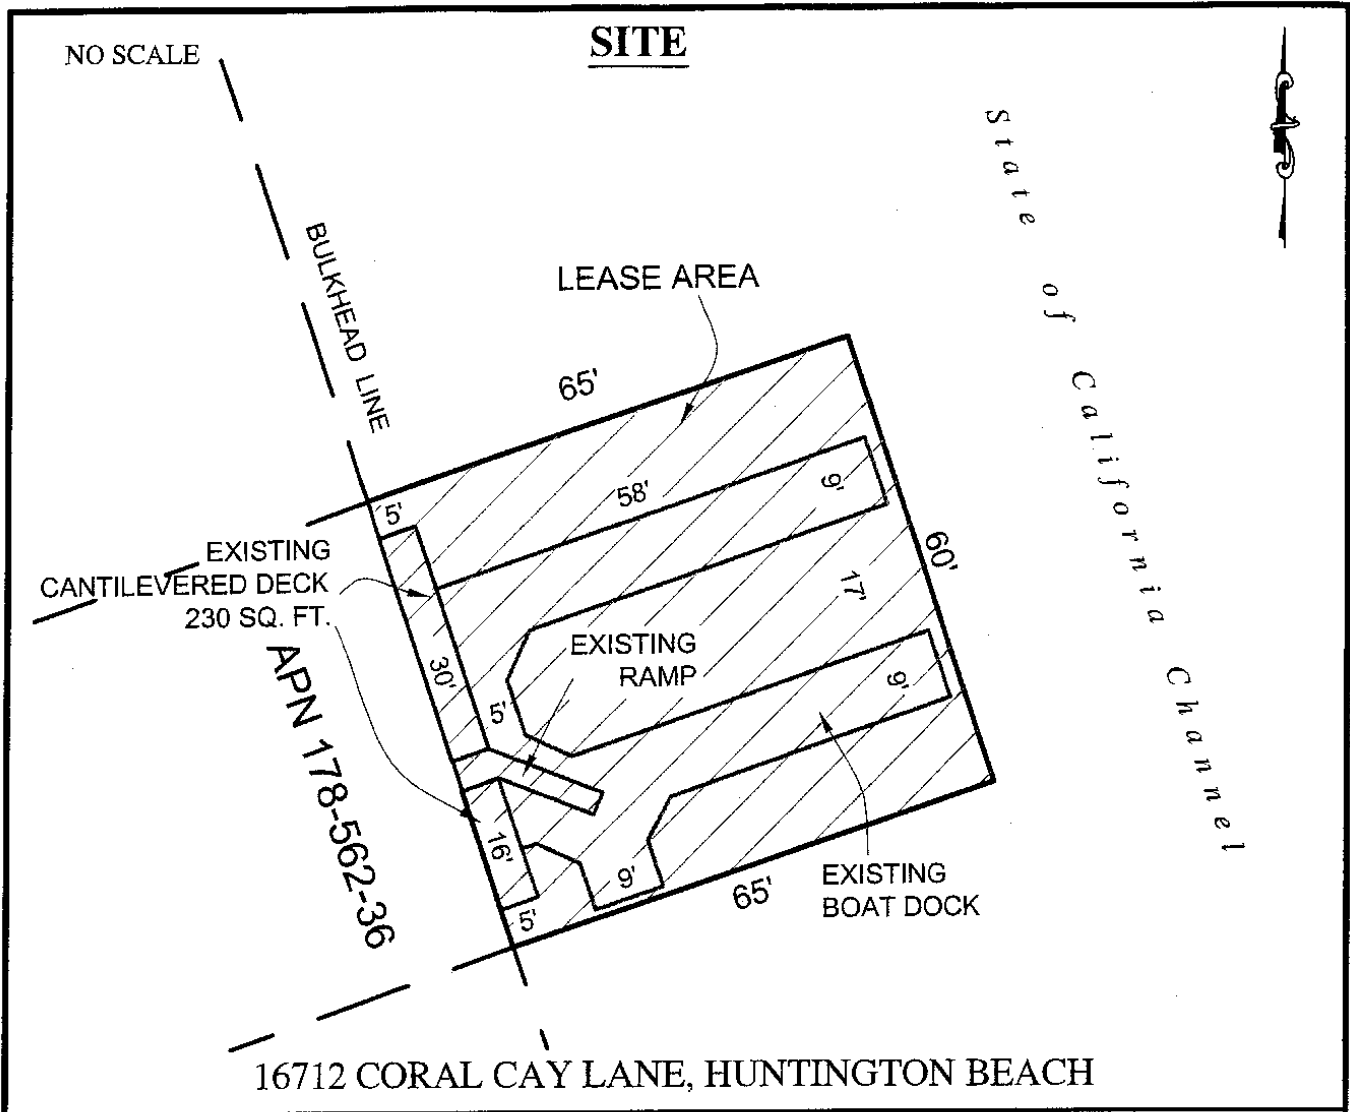 SITE
NO SCALE
State of California Channel
BULKHEAD LINE
LEASE AREA
65'
58'
9'
5'
EXISTING
CANTILEVERED DECK
230 SQ. FT.
60'
17'
EXISTING
RAMP
30'
5'
9'
APN 178-562-36
16'
9'
65'
5'
EXISTING
BOAT DOCK
16712 CORAL CAY LANE, HUNTINGTON BEACH